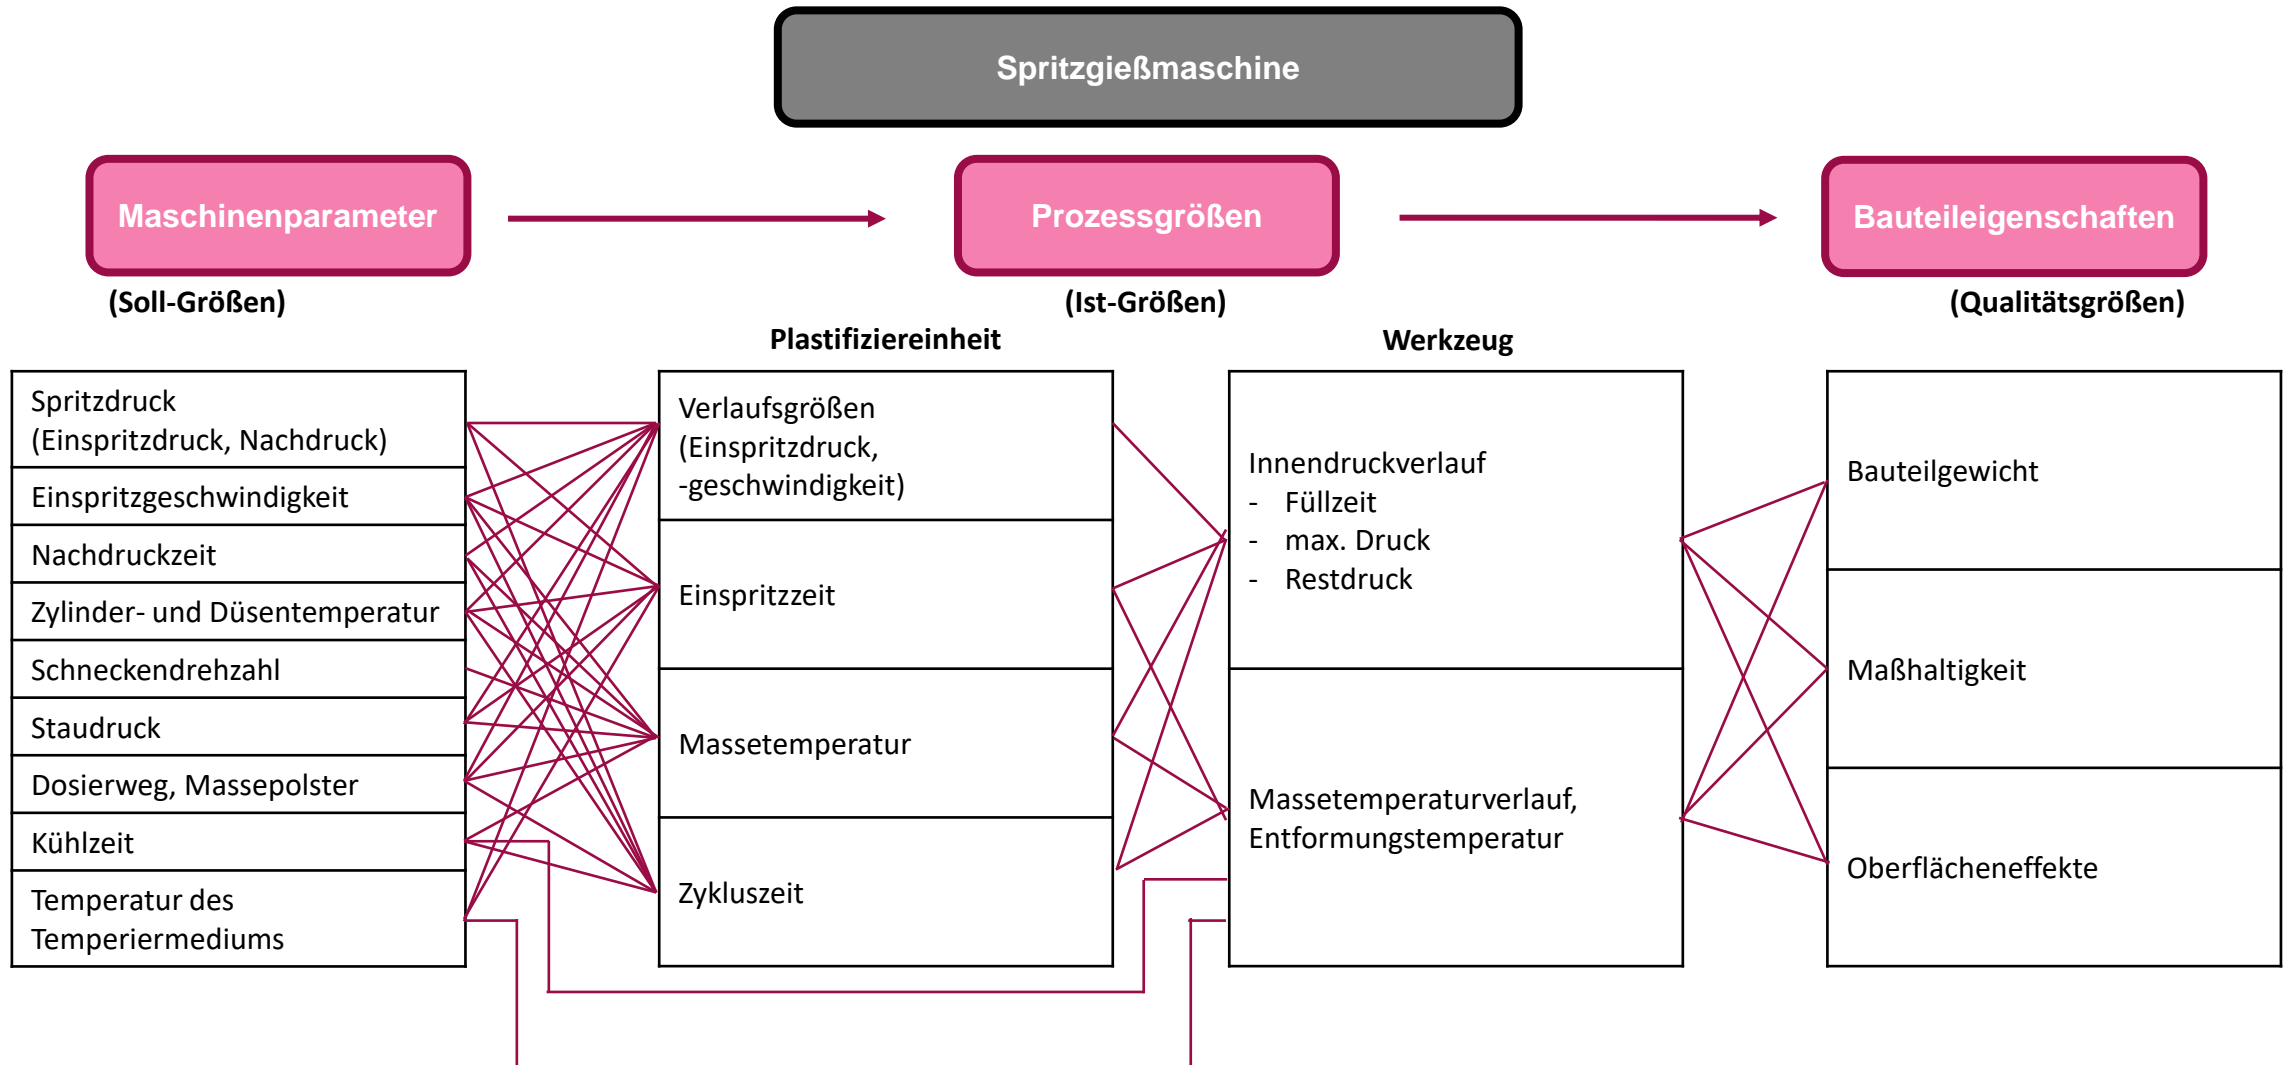 Spritzgießmaschine
Maschinenparameter
Prozessgrößen
Bauteileigenschaften
(Soll-Größen)
(Ist-Größen)
(Qualitätsgrößen)
Plastifiziereinheit
Werkzeug
Spritzdruck
(Einspritzdruck, Nachdruck)
Einspritzgeschwindigkeit
Nachdruckzeit
Zylinder- und Düsentemperatur
Schneckendrehzahl
Staudruck
Dosierweg, Massepolster
Kühlzeit
Temperatur des
Temperiermediums
Verlaufsgrößen
(Einspritzdruck,
-geschwindigkeit)
Einspritzzeit
Massetemperatur
Zykluszeit
Innendruckverlauf
- Füllzeit
- max. Druck
- Restdruck
Massetemperaturverlauf,
Entformungstemperatur
Bauteilgewicht
Maßhaltigkeit
Oberflächeneffekte